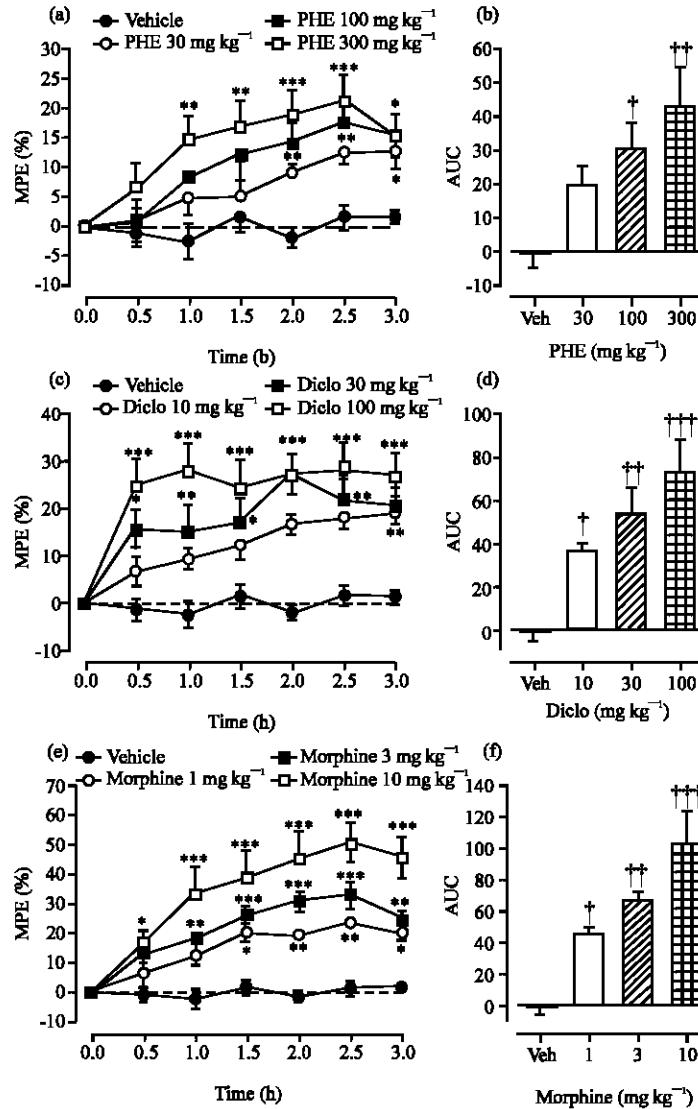 (a)
Vehicle
PHE 100 mg kg⁻¹
PHE 30 mg kg⁻¹
PHE 300 mg kg⁻¹
MPE (%)
30
25
20
15
10
5
0
-5
-10
** ** *** *** *
** ** *
0.0 0.5 1.0 1.5 2.0 2.5 3.0
Time (b)
(b)
AUC
60
50
40
30
20
10
0
-10
† ††
Veh 30 100 300
PHE (mg kg⁻¹)
(c)
Vehicle
Diclo 30 mg kg⁻¹
Diclo 10 mg kg⁻¹
Diclo 100 mg kg⁻¹
MPE (%)
40
30
20
10
0
-10
*** *** *** *** *** ***
* ** * ** **
0.0 0.5 1.0 1.5 2.0 2.5 3.0
Time (h)
(d)
AUC
100
80
60
40
20
0
† †† †††
Veh 10 30 100
Diclo (mg kg⁻¹)
(e)
Vehicle
Morphine 3 mg kg⁻¹
Morphine 1 mg kg⁻¹
Morphine 10 mg kg⁻¹
MPE (%)
70
60
50
40
30
20
10
0
-10
* *** *** *** *** ***
** *** *** *** **
* ** ** *
0.0 0.5 1.0 1.5 2.0 2.5 3.0
Time (h)
(f)
AUC
140
120
100
80
60
40
20
0
† †† †††
Veh 1 3 10
Morphine (mg kg⁻¹)